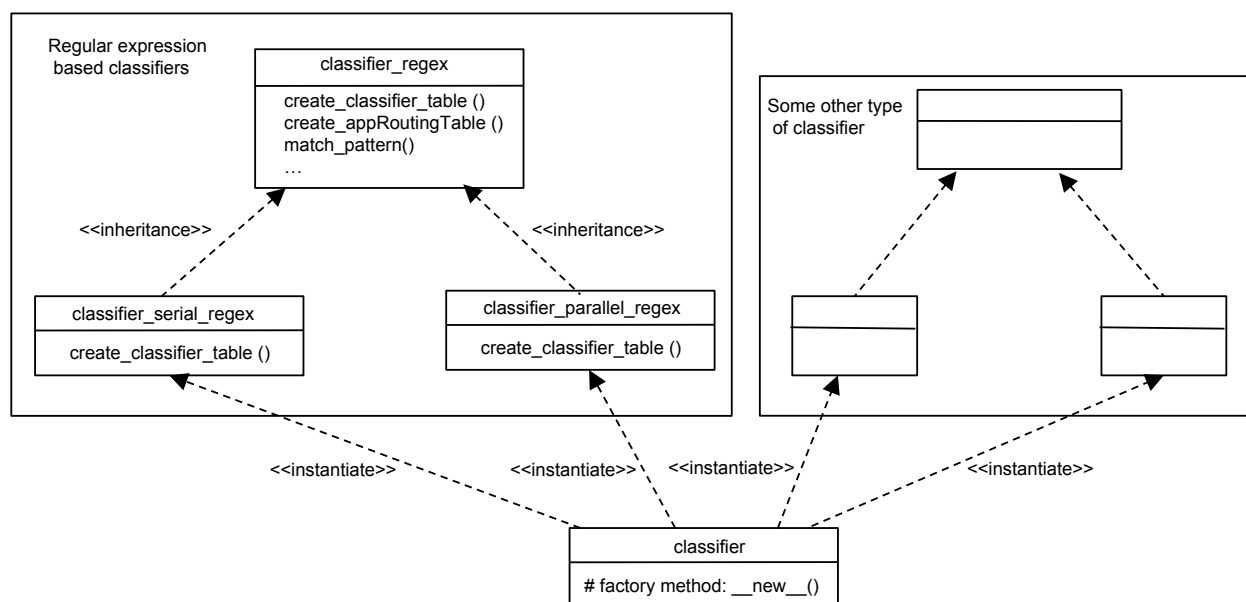 Regular expression
based classifiers
classifier_regex
create_classifier_table ()
create_appRoutingTable ()
match_pattern()
…
<<inheritance>>
<<inheritance>>
classifier_serial_regex
create_classifier_table ()
classifier_parallel_regex
create_classifier_table ()
Some other type
of classifier
<<instantiate>>
<<instantiate>>
<<instantiate>>
<<instantiate>>
classifier
# factory method: __new__()